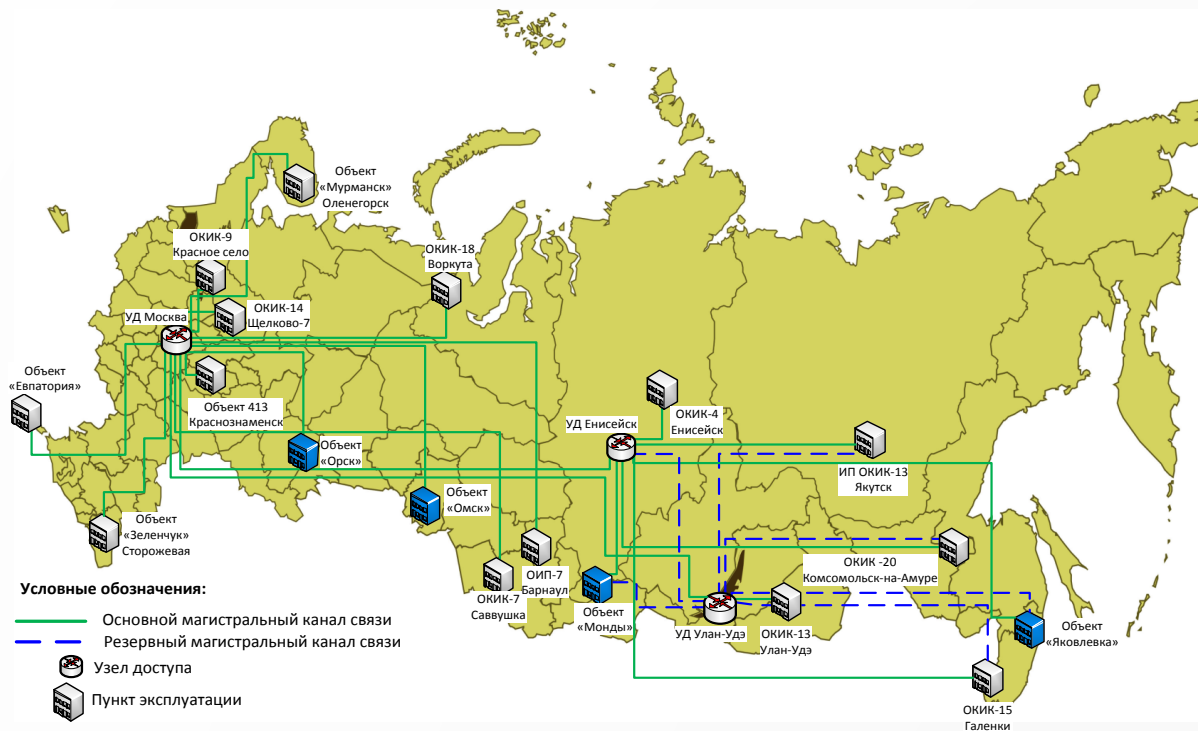 Объект
«Мурманск»
Оленегорск
ОКИК-9
Красное село
ОКИК-18
Воркута
ОКИК-14
Щелково-7
УД Москва
Объект
«Евпатория»
Объект 413
Краснознаменск
ОКИК-4
Енисейск
УД Енисейск
Объект
«Орск»
ИП ОКИК-13
Якутск
Объект
«Омск»
Объект
«Зеленчук»
Сторожевая
ОИП-7
Барнаул
ОКИК -20
Комсомольск-на-Амуре
ОКИК-7
Саввушка
Объект
«Монды»
УД Улан-Удэ
ОКИК-13
Улан-Удэ
Объект
«Яковлевка»
ОКИК-15
Галенки
Условные обозначения:
Основной магистральный канал связи
Резервный магистральный канал связи
Узел доступа
Пункт эксплуатации